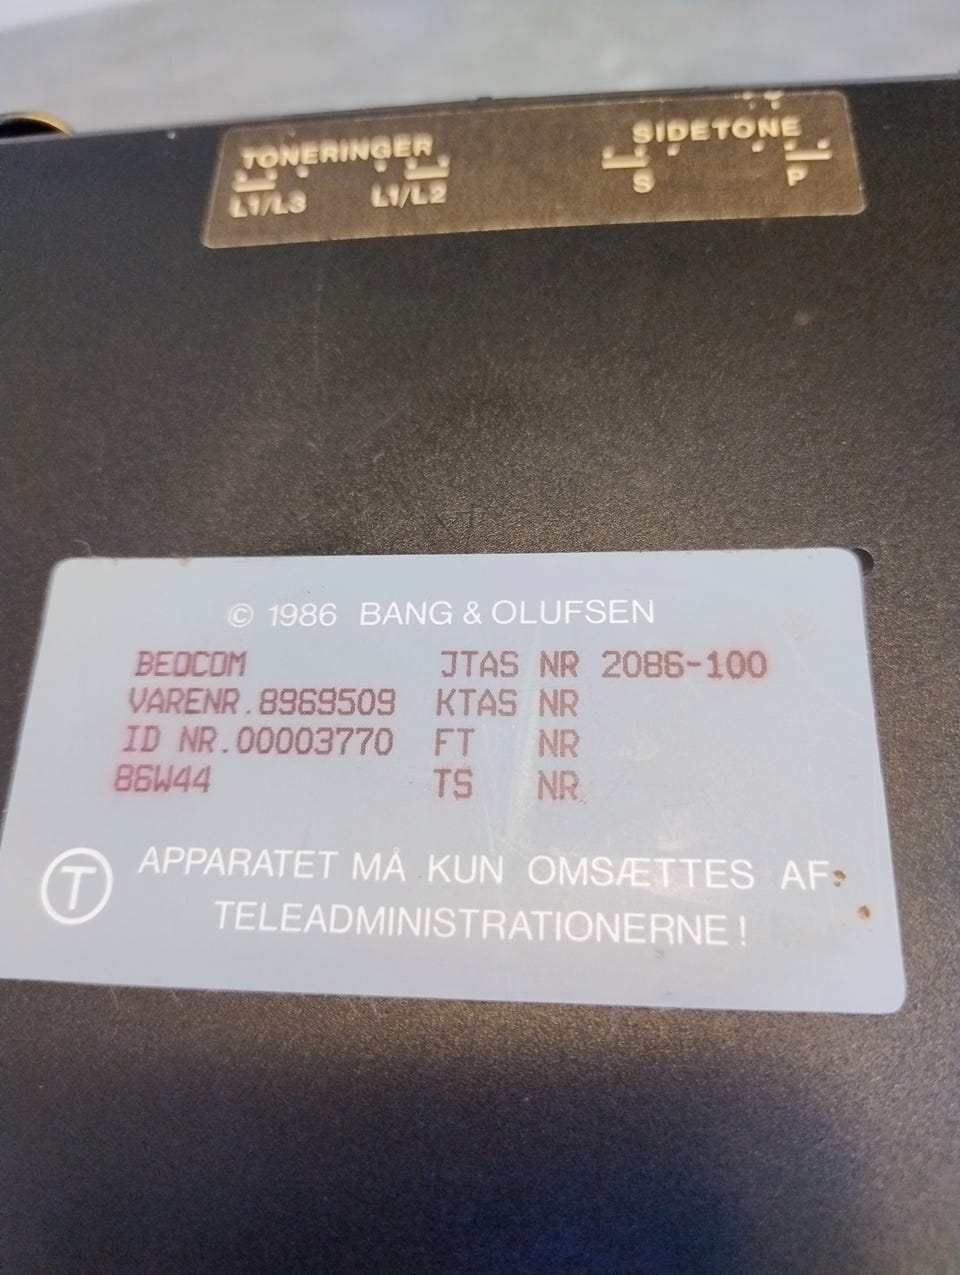 TONERINGER
L1/L3 L1/L2
SIDETONE
S P
© 1986 BANG & OLUFSEN
BEOCOM JTAS NR 2086-100
VARENR.8969509 KTAS NR
ID NR.00003770 FT NR
86W44 TS NR
T APPARATET MÅ KUN OMSÆTTES AF
TELEADMINISTRATIONERNE!